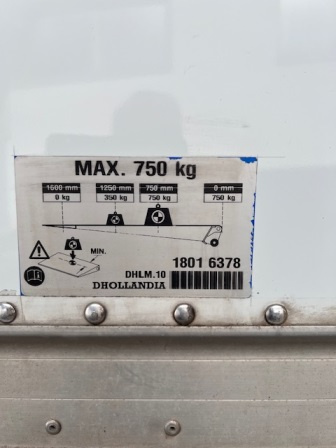 MAX. 750 kg
1600 mm 1250 mm 750 mm 0 mm
0 kg 350 kg 750 kg 750 kg
MIN.
1801 6378
DHLM.10
DHOLLANDIA